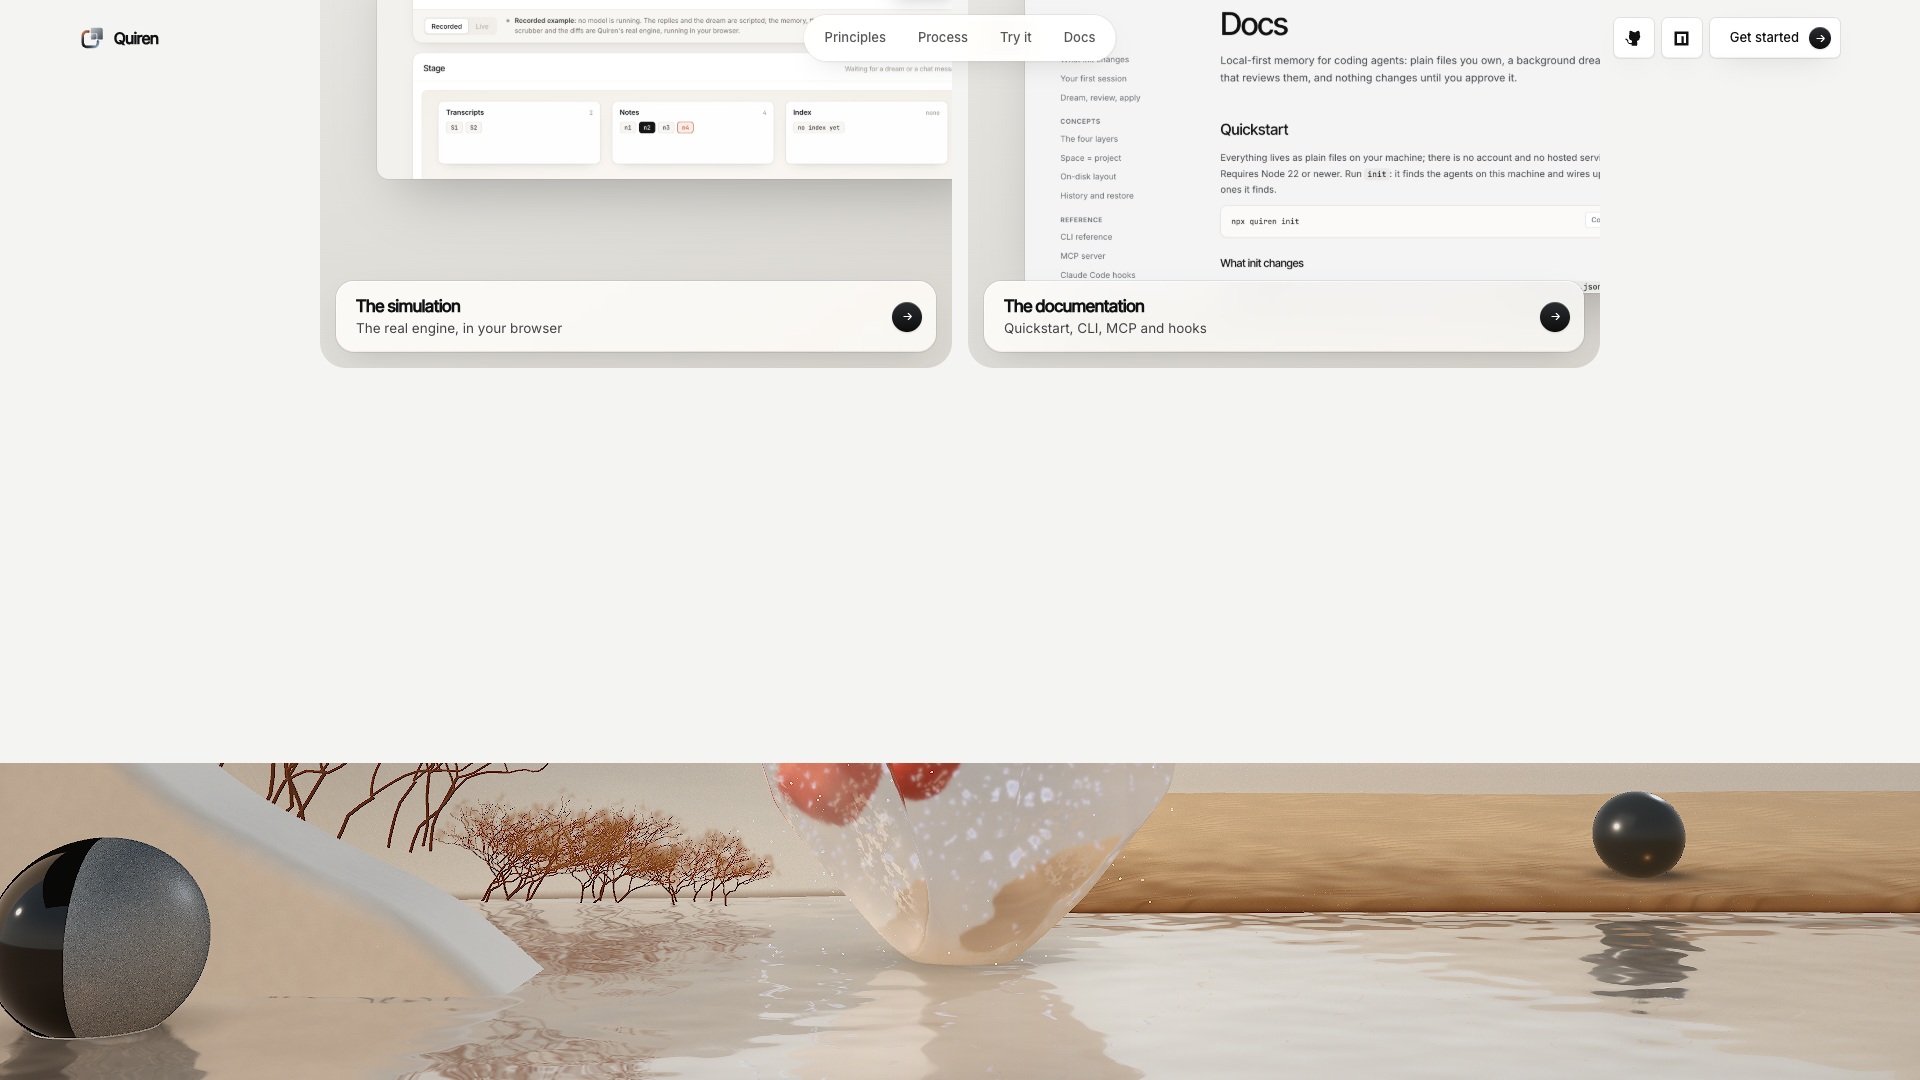 Quiren
Principles
Process
Try it
Docs
Get started
Recorded
Live
Recorded example: no model is running. The replies and the dream are scripted; the memory,
scrubber and the diffs are Quiren's real engine, running in your browser.
Stage
Waiting for a dream or a chat
Transcripts
2
S1
S2
Notes
4
n1
n2
n3
n4
Index
none
no index yet
The simulation
The real engine, in your browser
What init changes
Your first session
Dream, review, apply
CONCEPTS
The four layers
Space = project
On-disk layout
History and restore
REFERENCE
CLI reference
MCP server
Claude Code hooks
Docs
Local-first memory for coding agents: plain files you own, a background
that reviews them, and nothing changes until you approve it.
Quickstart
Everything lives as plain files on your machine; there is no account and no hosted
Requires Node 22 or newer. Run init: it finds the agents on this machine and wires
ones it finds.
npx quiren init
What init changes
The documentation
Quickstart, CLI, MCP and hooks